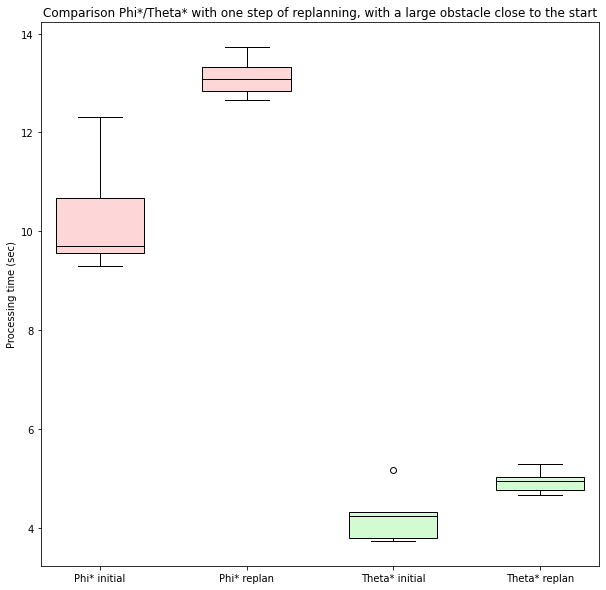 Comparison Phi*/Theta* with one step of replanning, with a large obstacle close to the start
14
12
10
8
6
4
Processing time (sec)
Phi* initial
Phi* replan
Theta* initial
Theta* replan